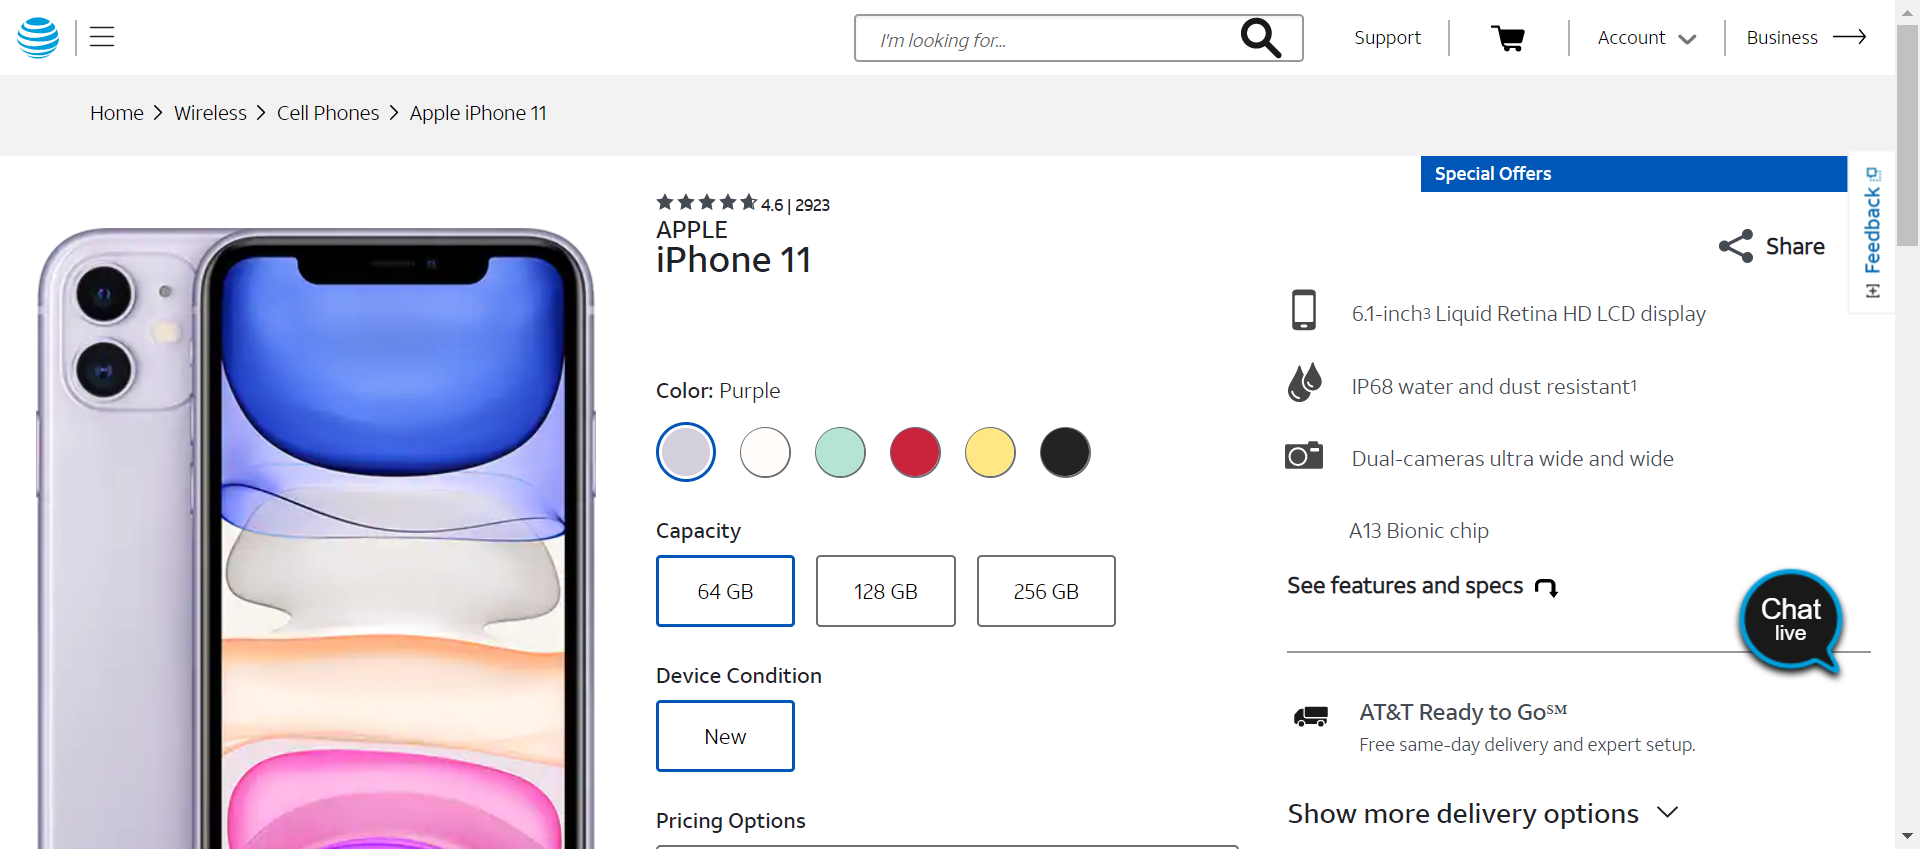 I'm looking for...
Support
Account
Business
Home > Wireless > Cell Phones > Apple iPhone 11
Special Offers
Feedback
[+]
4.6 | 2923
APPLE
iPhone 11
Share
6.1-inch3 Liquid Retina HD LCD display
IP68 water and dust resistant¹
Dual-cameras ultra wide and wide
A13 Bionic chip
See features and specs
Color: Purple
Capacity
64 GB
128 GB
256 GB
Device Condition
New
Pricing Options
Chat
live
AT&T Ready to Go℠
Free same-day delivery and expert setup.
Show more delivery options